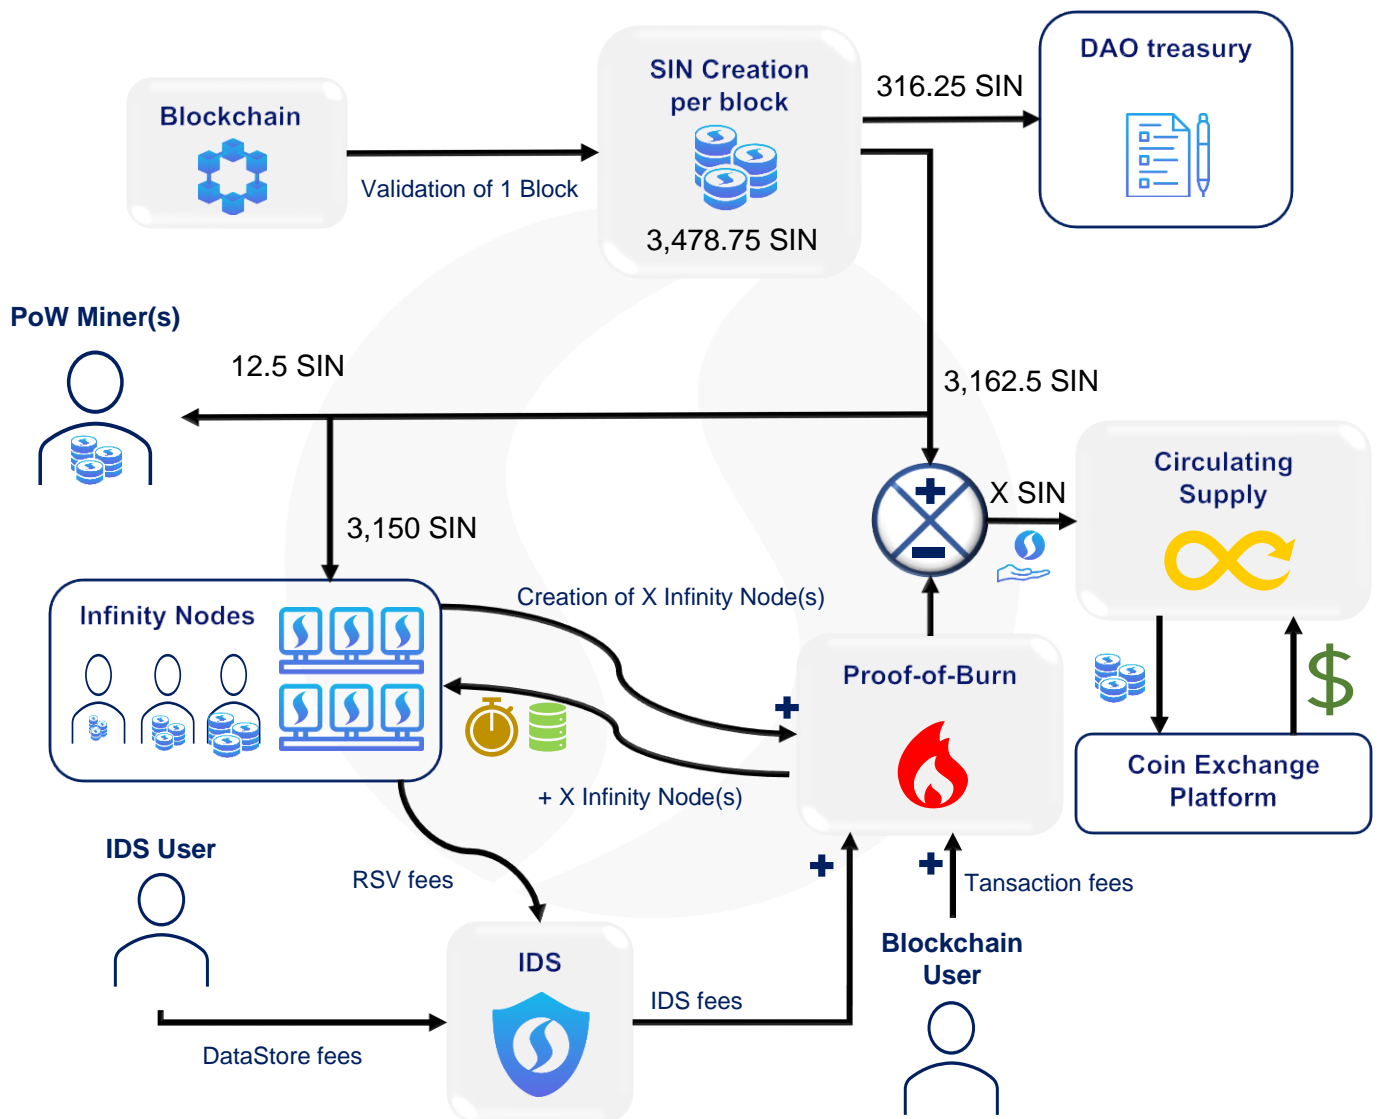 SIN Creation
per block
3,478.75 SIN
DAO treasury
316.25 SIN
Blockchain
Validation of 1 Block
PoW Miner(s)
12.5 SIN
3,162.5 SIN
3,150 SIN
X SIN
Circulating
Supply
Infinity Nodes
Creation of X Infinity Node(s)
Proof-of-Burn
+ X Infinity Node(s)
Coin Exchange
Platform
IDS User
RSV fees
Tansaction fees
Blockchain
User
IDS
IDS fees
DataStore fees